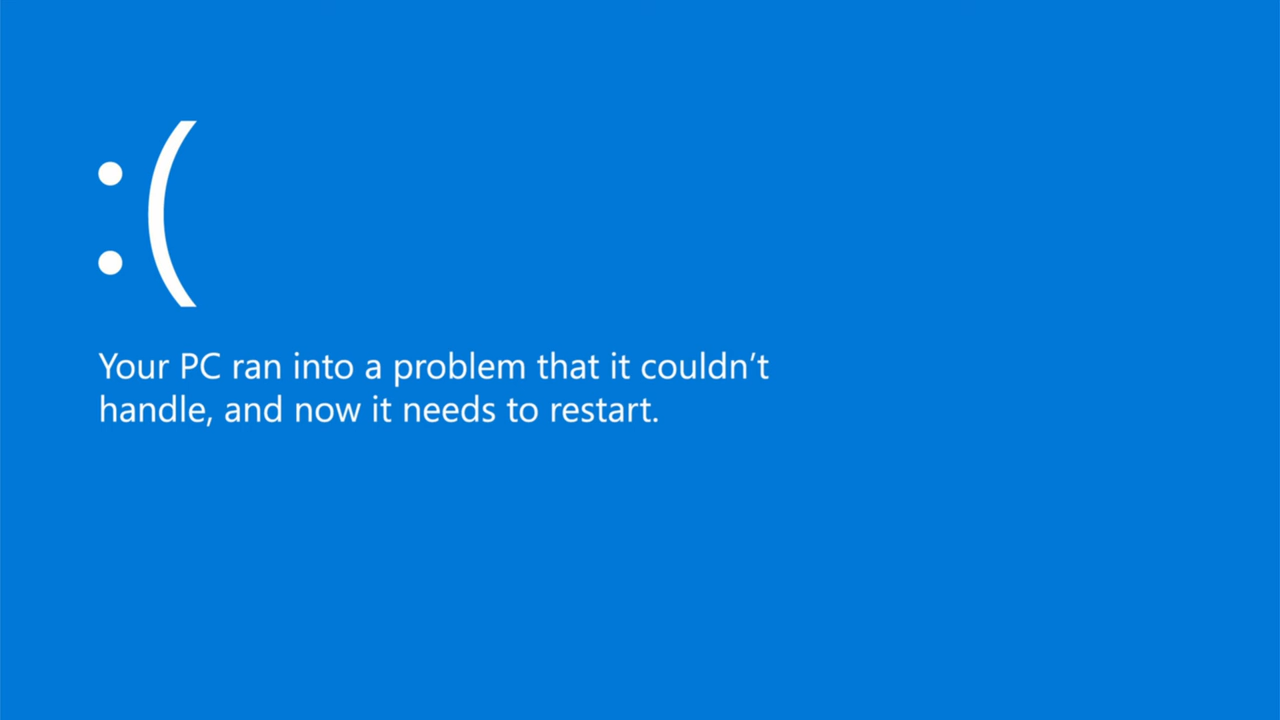 :(
Your PC ran into a problem that it couldn’t
handle, and now it needs to restart.